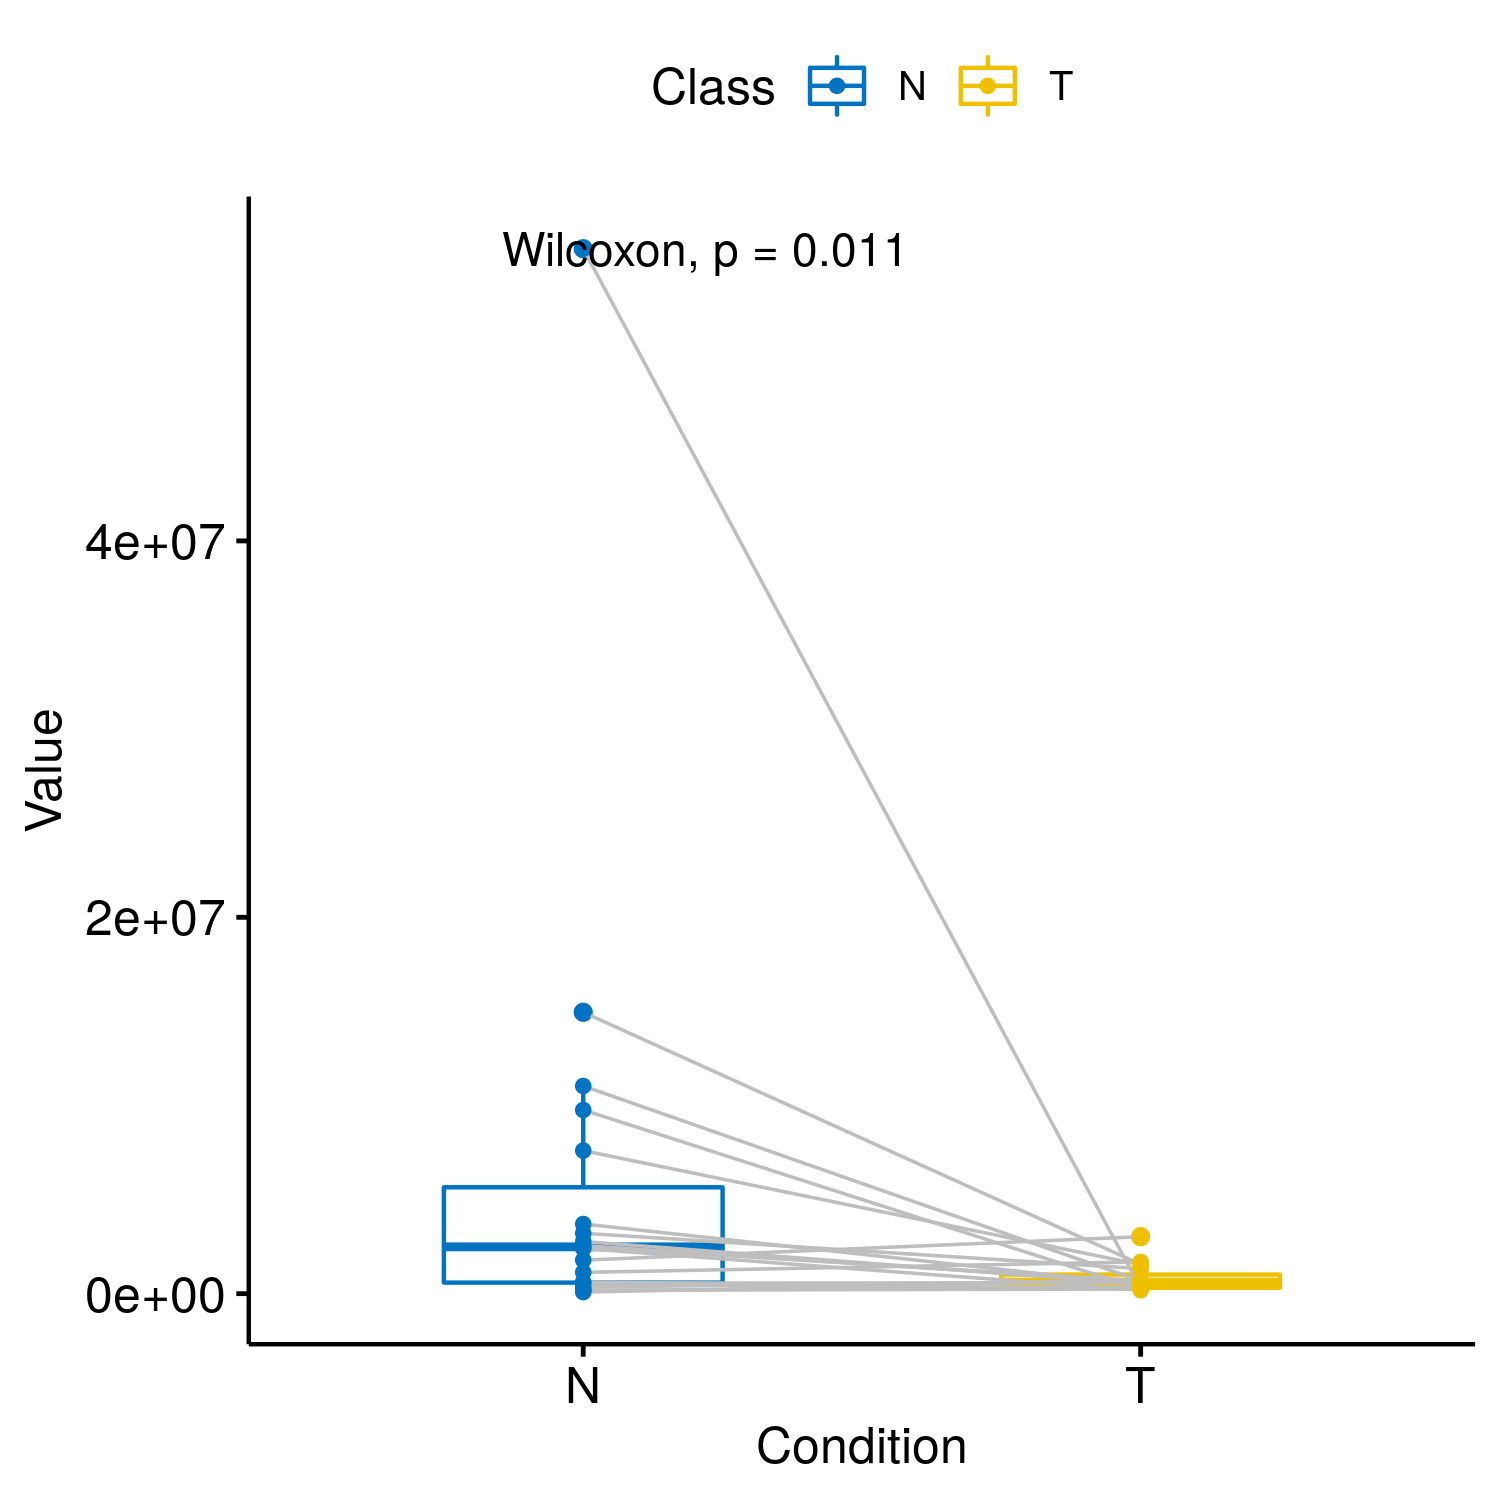 Class N T
Wilcoxon, p = 0.011
4e+07
2e+07
0e+00
Value
N T
Condition